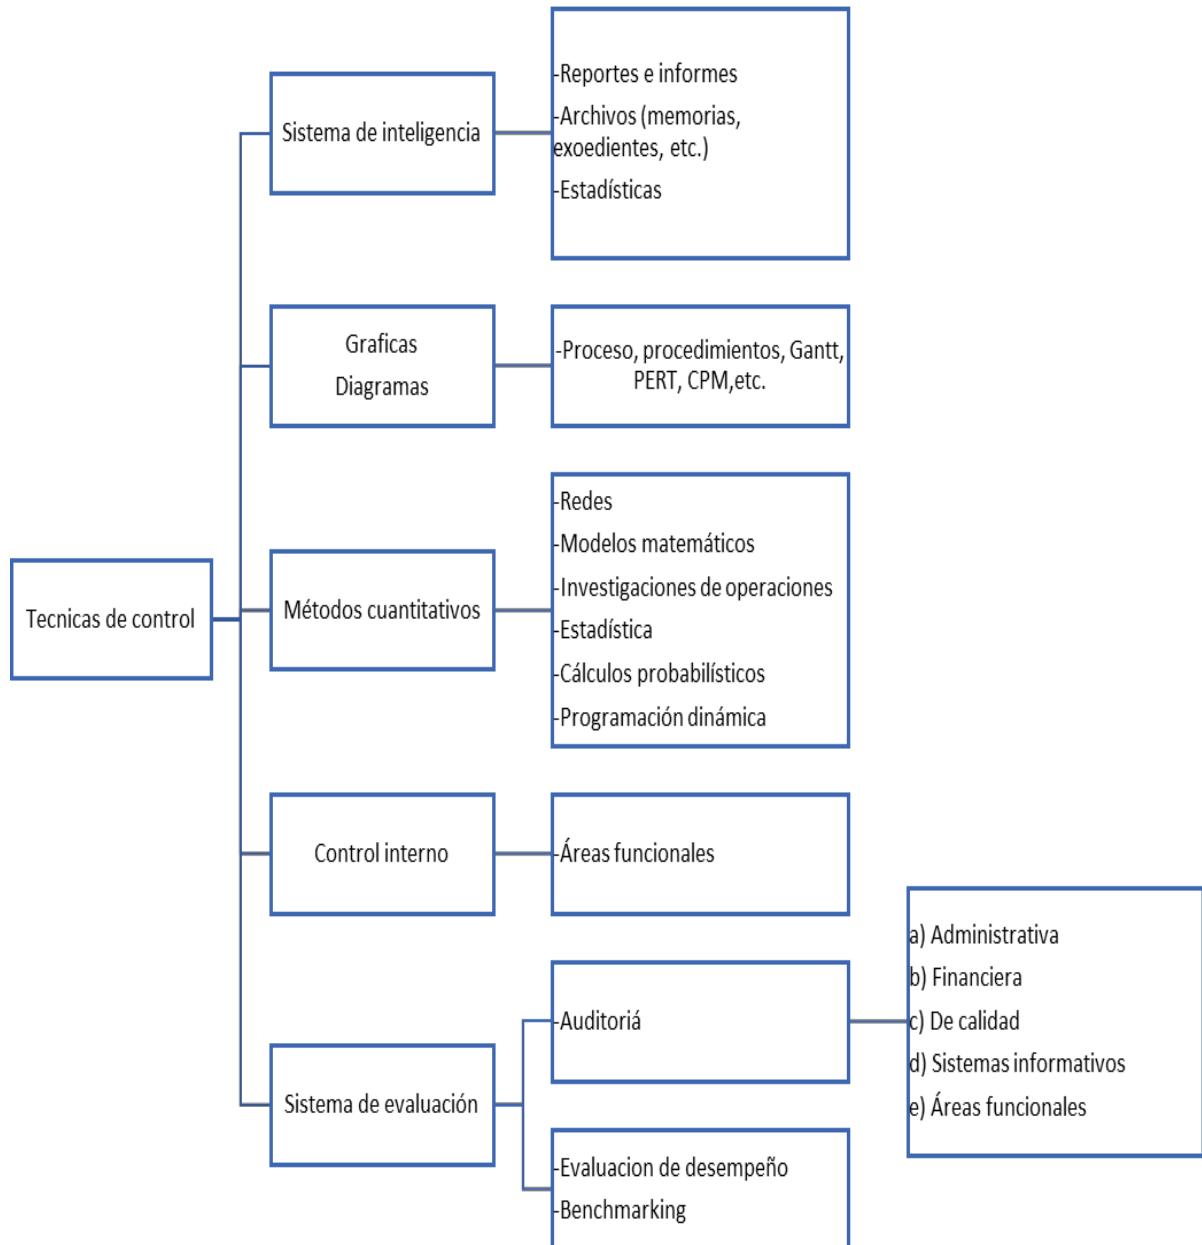 Tecnicas de control
Sistema de inteligencia
-Reportes e informes
-Archivos (memorias,
exoedientes, etc.)
-Estadísticas
Graficas
Diagramas
-Proceso, procedimientos, Gantt,
PERT, CPM,etc.
Métodos cuantitativos
-Redes
-Modelos matemáticos
-Investigaciones de operaciones
-Estadística
-Cálculos probabilísticos
-Programación dinámica
Control interno
-Áreas funcionales
Sistema de evaluación
-Auditoriá
a) Administrativa
b) Financiera
c) De calidad
d) Sistemas informativos
e) Áreas funcionales
-Evaluacion de desempeño
-Benchmarking